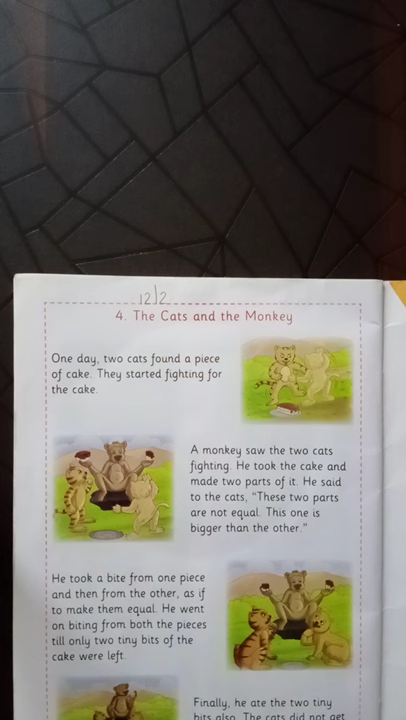 12/2
4. The Cats and the Monkey
One day, two cats found a piece
of cake. They started fighting for
the cake.
A monkey saw the two cats
fighting. He took the cake and
made two parts of it. He said
to the cats, “These two parts
are not equal. This one is
bigger than the other.”
He took a bite from one piece
and then from the other, as if
to make them equal. He went
on biting from both the pieces
till only two tiny bits of the
cake were left.
Finally, he ate the two tiny
bits also. The cats did not get